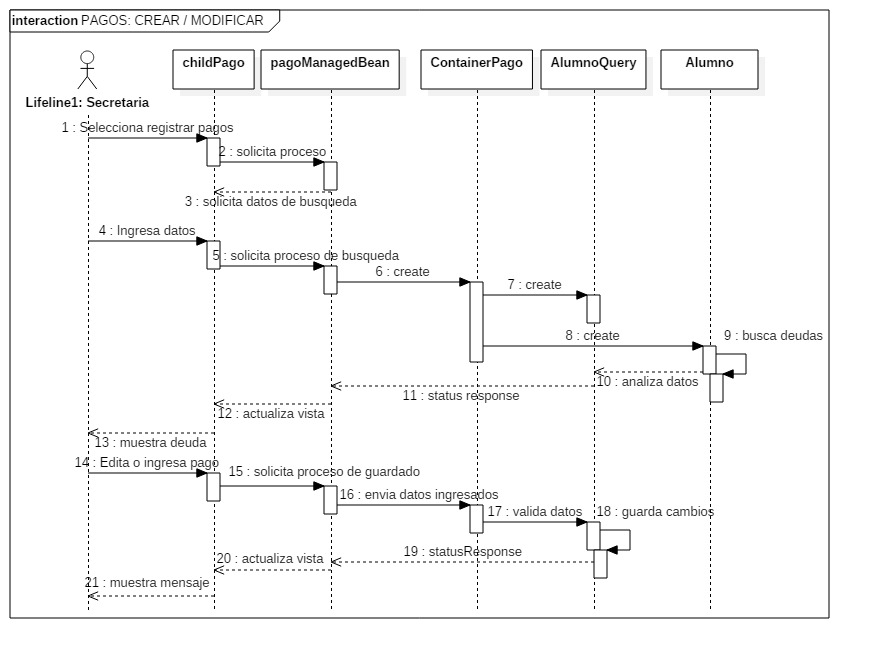 interaction PAGOS: CREAR / MODIFICAR
childPago
pagoManagedBean
ContainerPago
AlumnoQuery
Alumno
Lifeline1: Secretaria
1 : Selecciona registrar pagos
2 : solicita proceso
3 : solicita datos de busqueda
4 : Ingresa datos
5 : solicita proceso de busqueda
6 : create
7 : create
8 : create
9 : busca deudas
10 : analiza datos
11 : status response
12 : actualiza vista
13 : muestra deuda
14 : Edita o ingresa pago
15 : solicita proceso de guardado
16 : envia datos ingresados
17 : valida datos
18 : guarda cambios
19 : statusResponse
20 : actualiza vista
21 : muestra mensaje